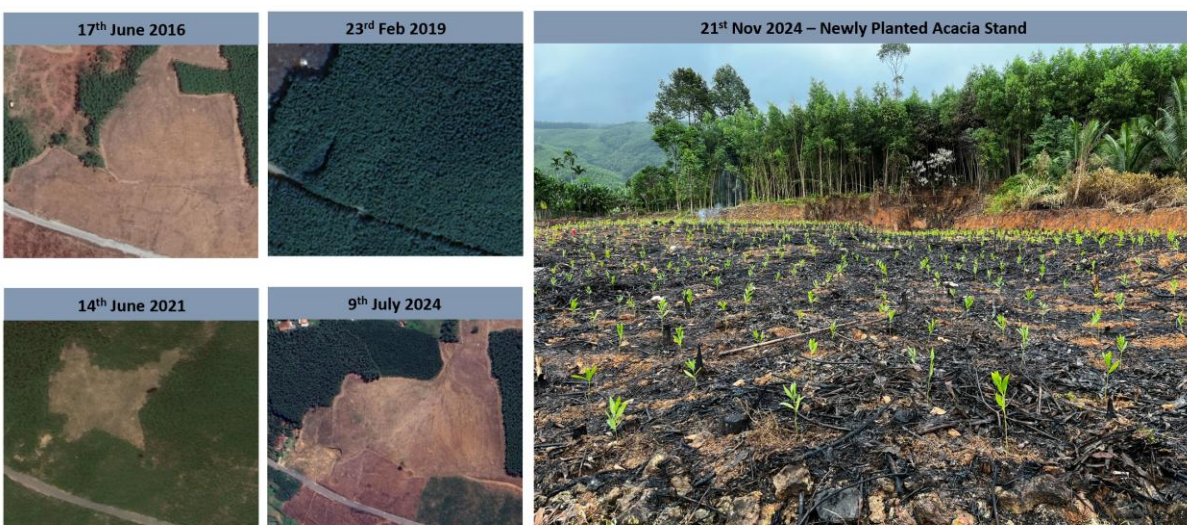 17th June 2016
23rd Feb 2019
21st Nov 2024 – Newly Planted Acacia Stand
14th June 2021
9th July 2024